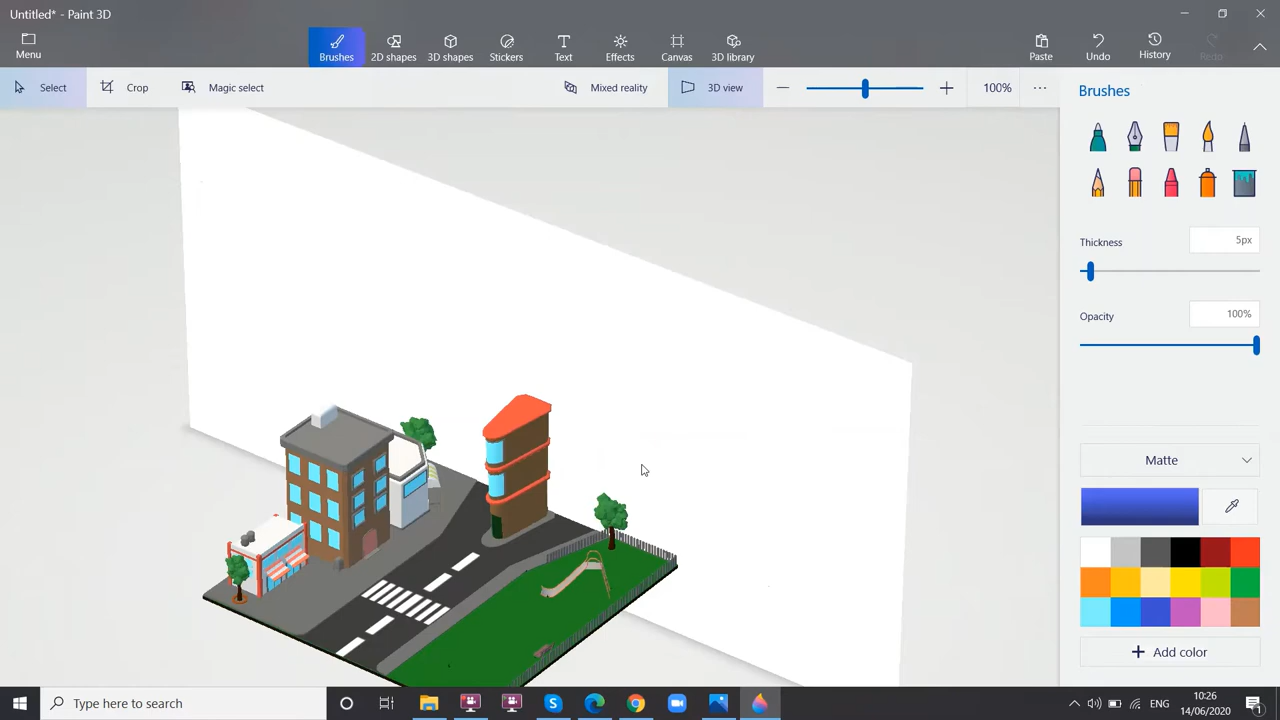 Untitled* - Paint 3D
Menu
Brushes
2D shapes
3D shapes
Stickers
Text
Effects
Canvas
3D library
Paste
Undo
History
Redo
Select
Crop
Magic select
Mixed reality
3D view
100%
Brushes
Thickness
5px
Opacity
100%
Matte
Add color
Type here to search
ENG
10:26
14/06/2020
1